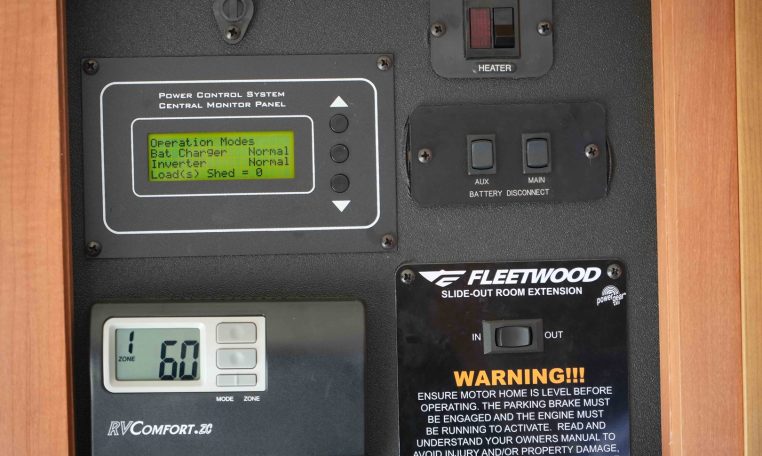 POWER CONTROL SYSTEM
CENTRAL MONITOR PANEL
Operation Modes
Bat Charger Normal
Inverter Normal
Load(s) Shed = 0
HEATER
AUX MAIN
BATTERY DISCONNECT
FLEETWOOD
SLIDE-OUT ROOM EXTENSION
powergear
IN OUT
WARNING!!!
ENSURE MOTOR HOME IS LEVEL BEFORE
OPERATING. THE PARKING BRAKE MUST
BE ENGAGED AND THE ENGINE MUST
BE RUNNING TO ACTIVATE. READ AND
UNDERSTAND YOUR OWNERS MANUAL TO
AVOID INJURY AND/OR PROPERTY DAMAGE,
1 60
ZONE
MODE ZONE
RVCOMFORT.ZC